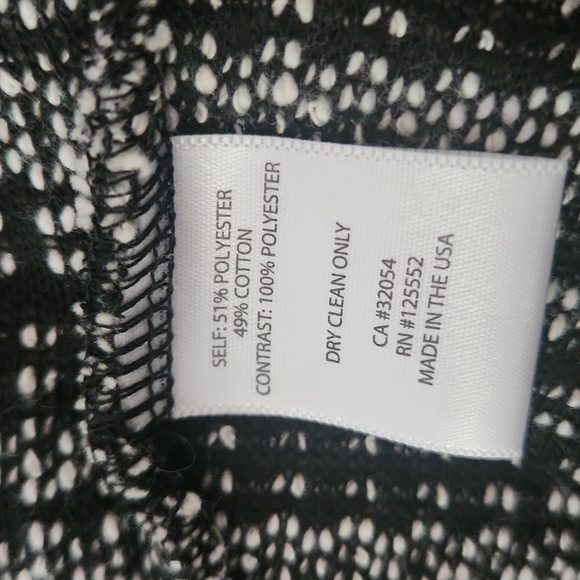 SELF: 51% POLYESTER
49% COTTON
CONTRAST: 100% POLYESTER
DRY CLEAN ONLY
CA #32054
RN #125552
MADE IN THE USA